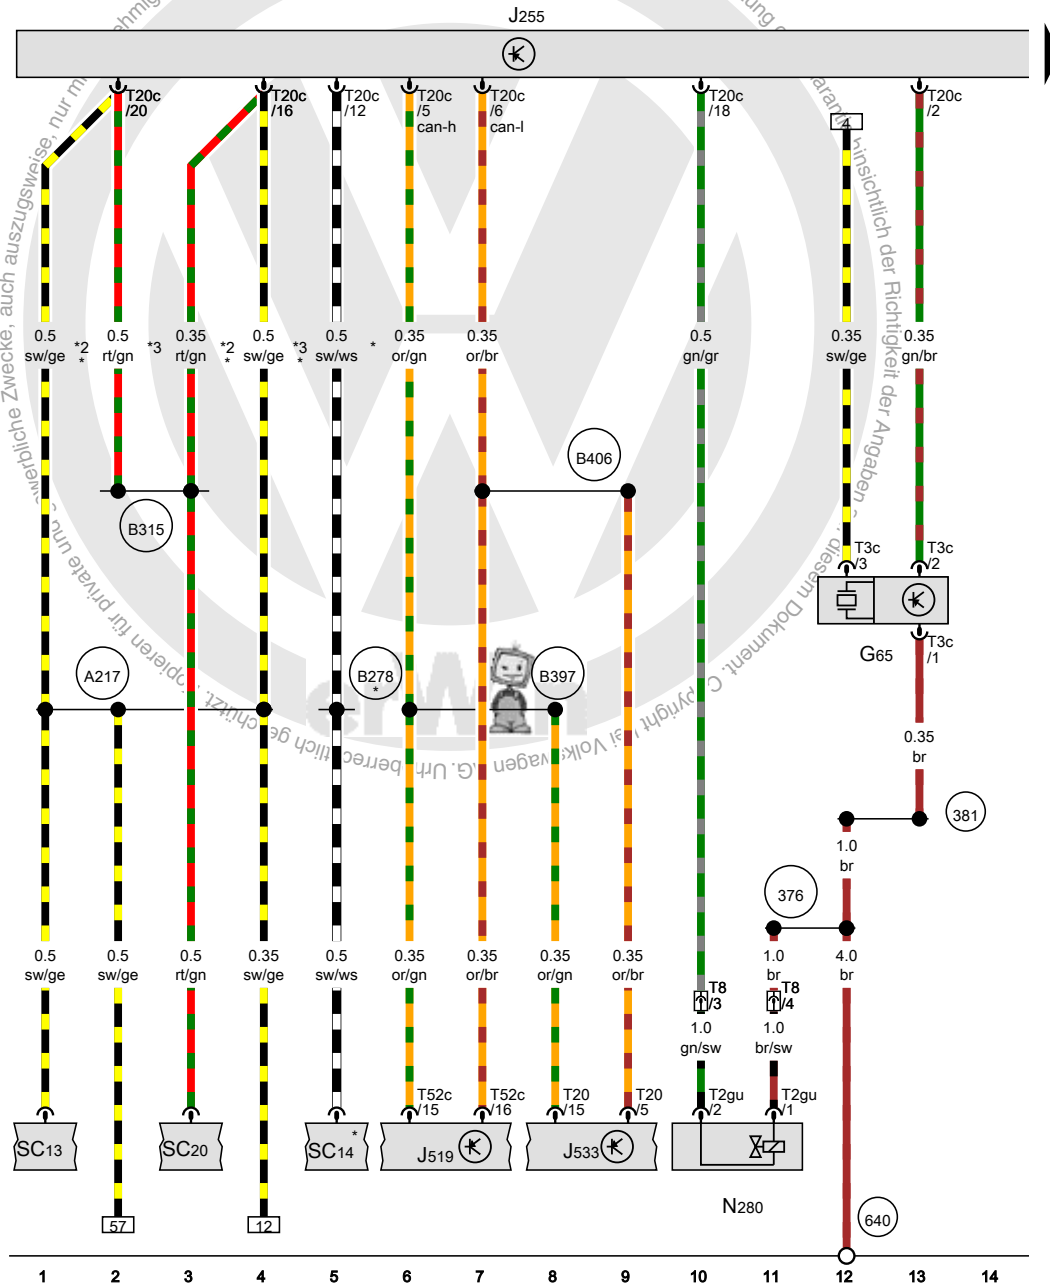 J255
T20c
/20
T20c
/16
T20c
/12
T20c
/5
can-h
T20c
/6
can-l
T20c
/18
T20c
/2
4
0.5
sw/ge
*2
*
0.5
rt/gn
*3
0.35
rt/gn
*2
*
0.5
sw/ge
*3
*
0.5
sw/ws
*
0.35
or/gn
0.35
or/br
0.5
gn/gr
0.35
sw/ge
0.35
gn/br
B406
B315
T3c
/3
T3c
/2
G65
T3c
/1
A217
B278
*
B397
0.35
br
381
1.0
br
376
0.5
sw/ge
0.5
sw/ge
0.5
rt/gn
0.35
sw/ge
0.5
sw/ws
0.35
or/gn
0.35
or/br
0.35
or/gn
0.35
or/br
1.0
br
4.0
br
T8
/3
T8
/4
1.0
gn/sw
1.0
br/sw
T52c
/15
T52c
/16
T20
/15
T20
/5
T2gu
/2
T2gu
/1
SC13
SC20
SC14
*
J519
J533
N280
57
12
640
1 2 3 4 5 6 7 8 9 10 11 12 13 14
erWin